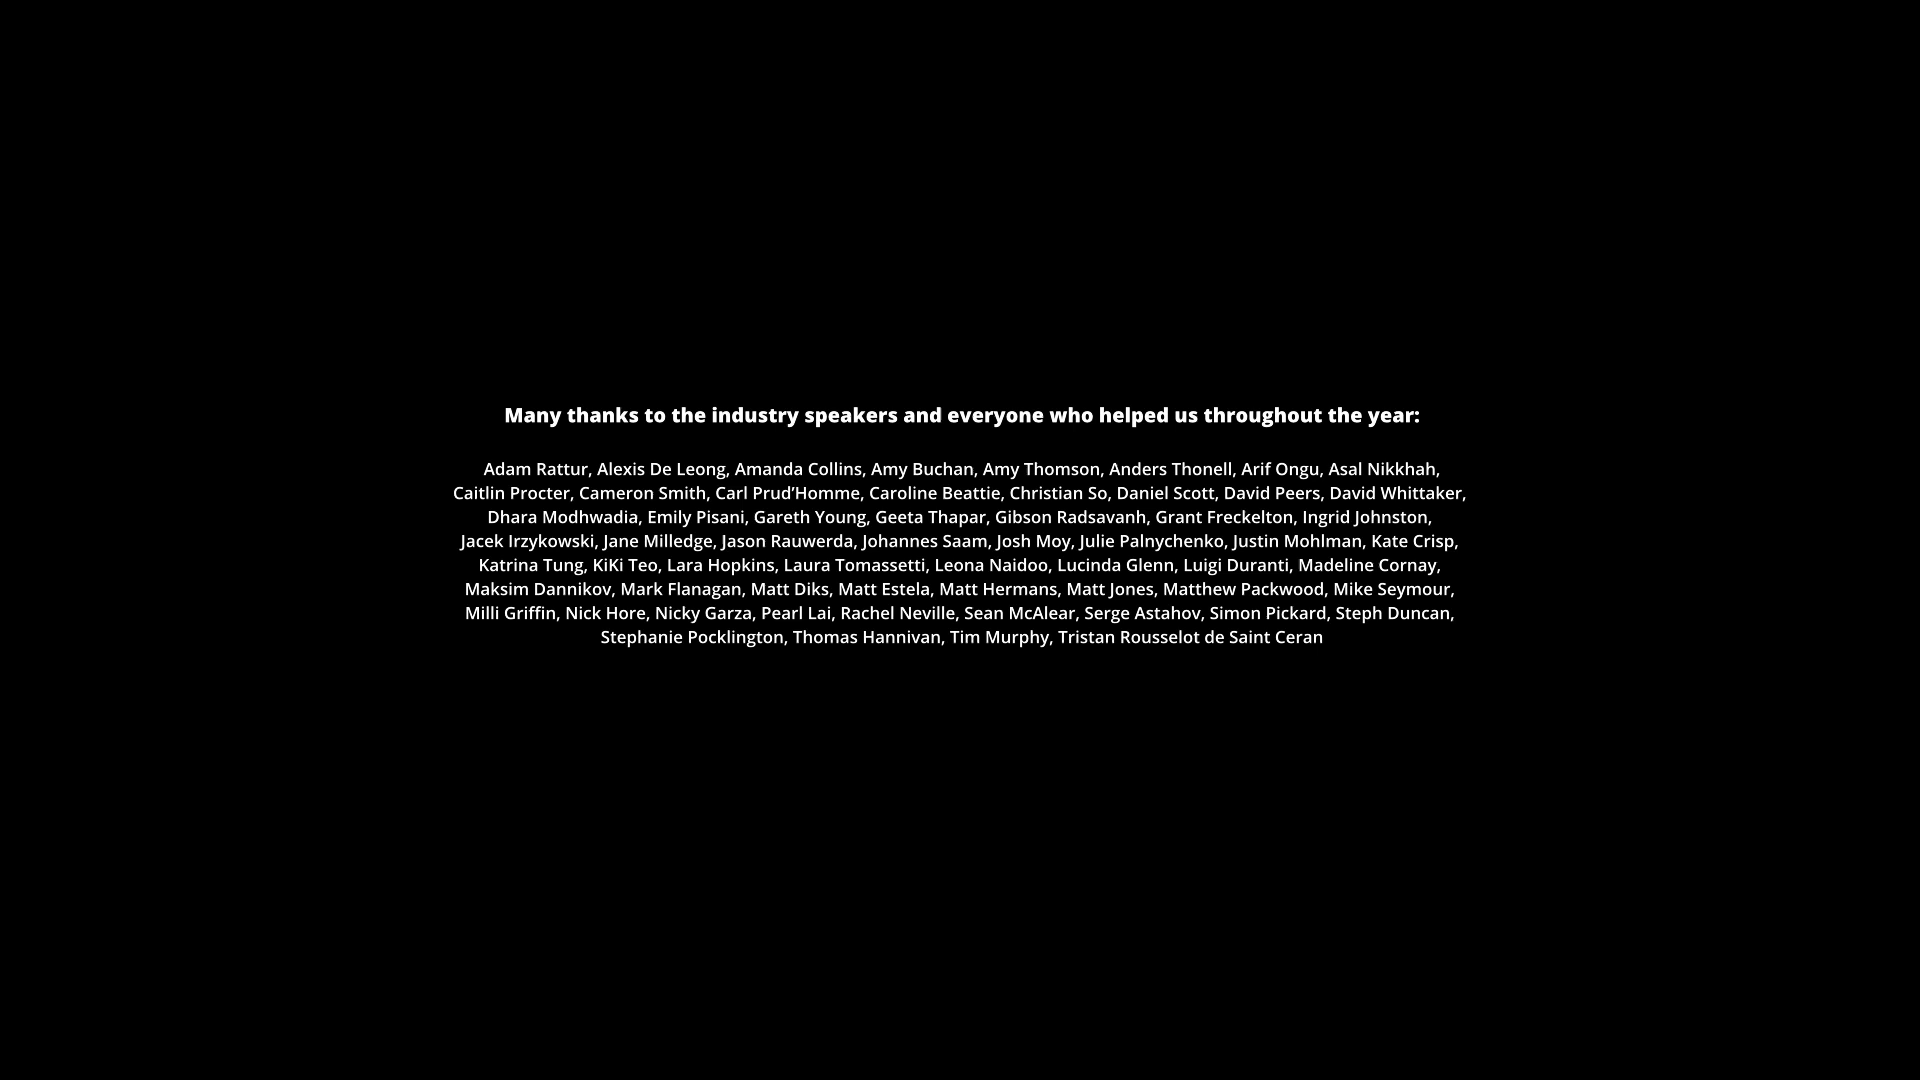 Many thanks to the industry speakers and everyone who helped us throughout the year:
Adam Rattur, Alexis De Leong, Amanda Collins, Amy Buchan, Amy Thomson, Anders Thonell, Arif Ongu, Asal Nikkhah,
Caitlin Procter, Cameron Smith, Carl Prud’Homme, Caroline Beattie, Christian So, Daniel Scott, David Peers, David Whittaker,
Dhara Modhwadia, Emily Pisani, Gareth Young, Geeta Thapar, Gibson Radsavanh, Grant Freckelton, Ingrid Johnston,
Jacek Irzykowski, Jane Milledge, Jason Rauwerda, Johannes Saam, Josh Moy, Julie Palnychenko, Justin Mohlman, Kate Crisp,
Katrina Tung, KiKi Teo, Lara Hopkins, Laura Tomassetti, Leona Naidoo, Lucinda Glenn, Luigi Duranti, Madeline Cornay,
Maksim Dannikov, Mark Flanagan, Matt Diks, Matt Estela, Matt Hermans, Matt Jones, Matthew Packwood, Mike Seymour,
Milli Griffin, Nick Hore, Nicky Garza, Pearl Lai, Rachel Neville, Sean McAlear, Serge Astahov, Simon Pickard, Steph Duncan,
Stephanie Pocklington, Thomas Hannivan, Tim Murphy, Tristan Rousselot de Saint Ceran